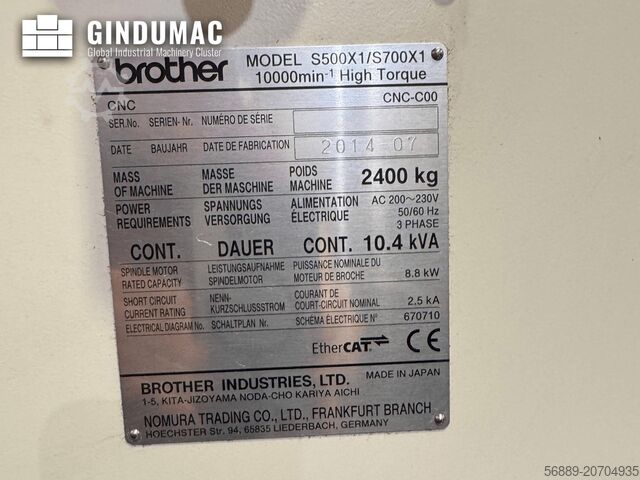 GINDUMAC
Global Industrial Machinery Cluster
brother MODEL S500X1/S700X1
10000min-1 High Torque
CNC CNC-C00
SER.No. SERIEN-Nr. NUMÉRO DE SÉRIE
DATE BAUJAHR DATE DE FABRICATION 2014-07
MASS OF MACHINE MASSE DER MASCHINE POIDS MACHINE 2400 kg
POWER REQUIREMENTS SPANNUNGS VERSORGUNG ALIMENTATION ÉLECTRIQUE AC 200~230V
50/60 Hz
3 PHASE
CONT. DAUER CONT. 10.4 kVA
SPINDLE MOTOR RATED CAPACITY LEISTUNGSAUFNAHME SPINDELMOTOR PUISSANCE NOMINALE DU MOTEUR DE BROCHE 8.8 kW
SHORT CIRCUIT CURRENT RATING NENN-KURZSCHLUSSSTROM COURANT DE COURT-CIRCUIT NOMINAL 2.5 kA
ELECTRICAL DIAGRAM No. SCHALTPLAN Nr. SCHÉMA ÉLECTRIQUE N° 670710
EtherCAT CE
BROTHER INDUSTRIES, LTD. MADE IN JAPAN
1-5, KITA-JIZOYAMA NODA-CHO KARIYA AICHI
NOMURA TRADING CO., LTD., FRANKFURT BRANCH
HOECHSTER Str. 94, 65835 LIEDERBACH, GERMANY
56889-20704935